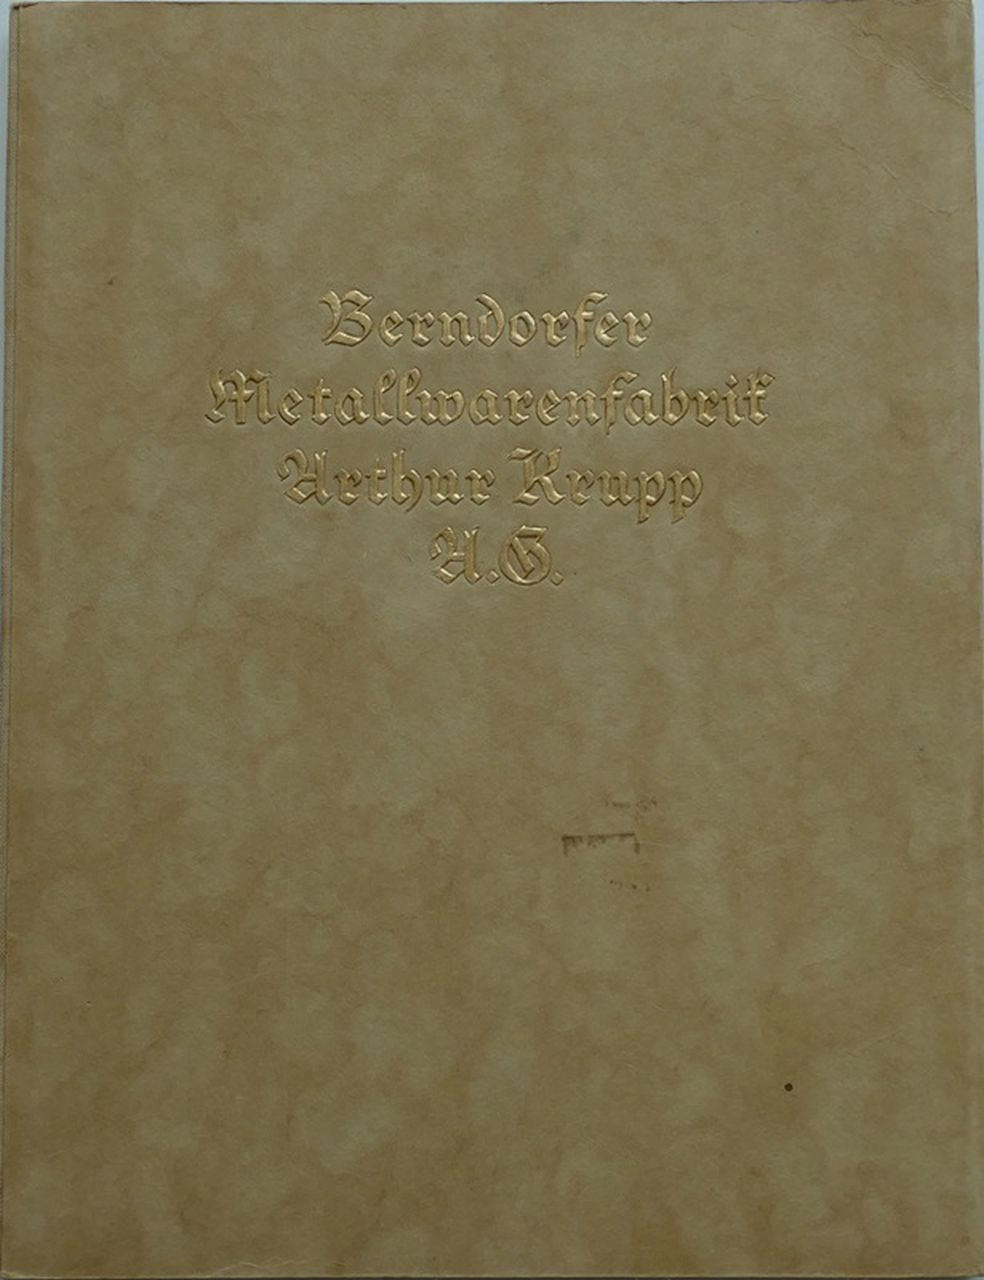 Berndorfer
Metallwarenfabrik
Arthur Krupp
A.G.